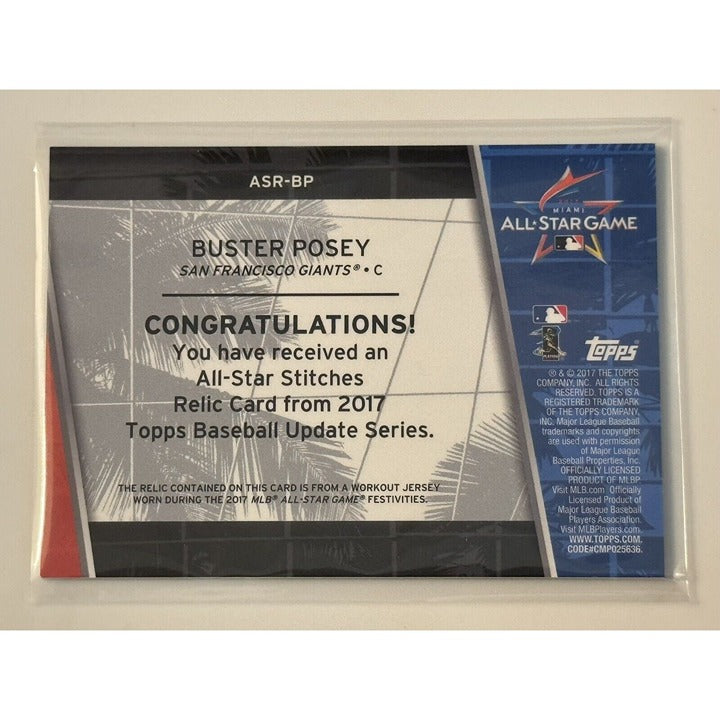 ASR-BP
BUSTER POSEY
SAN FRANCISCO GIANTS® • C
CONGRATULATIONS!
You have received an
All-Star Stitches
Relic Card from 2017
Topps Baseball Update Series.
THE RELIC CONTAINED ON THIS CARD IS FROM A WORKOUT JERSEY
WORN DURING THE 2017 MLB® ALL-STAR GAME® FESTIVITIES.
2017
MIAMI
ALL★STAR GAME
topps
® & © 2017 THE TOPPS
COMPANY, INC. ALL RIGHTS
RESERVED. TOPPS IS A
REGISTERED TRADEMARK
OF THE TOPPS COMPANY,
INC. Major League Baseball
trademarks and copyrights
are used with permission
of Major League
Baseball Properties, Inc.
OFFICIALLY LICENSED
PRODUCT OF MLBP
Visit MLB.com Officially
Licensed Product of
Major League Baseball
Players Association.
Visit MLBPlayers.com
WWW.TOPPS.COM.
CODE#CMP025636.